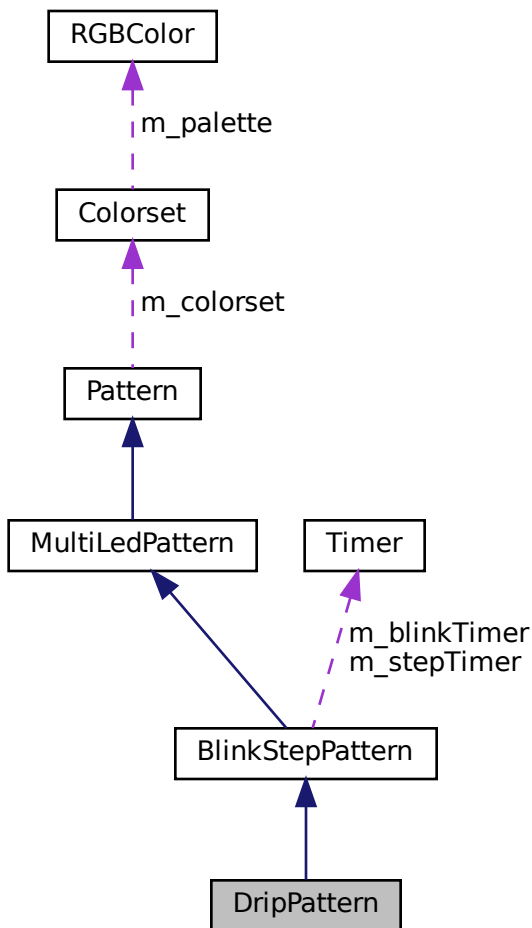 RGBColor
m_palette
Colorset
m_colorset
Pattern
MultiLedPattern
Timer
m_blinkTimer
m_stepTimer
BlinkStepPattern
DripPattern